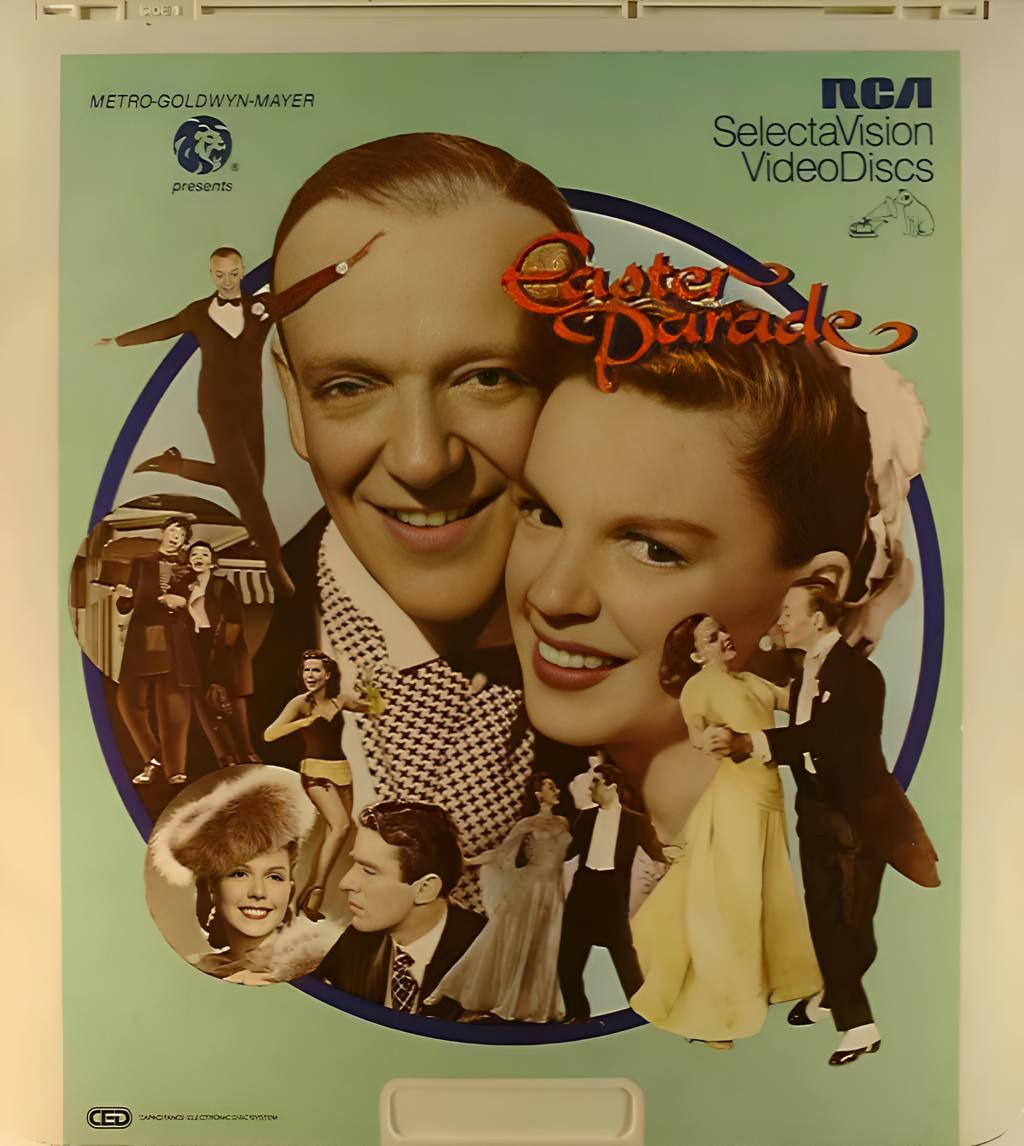 METRO-GOLDWYN-MAYER
presents
RCA
SelectaVision
VideoDiscs
Easter
Parade
CED